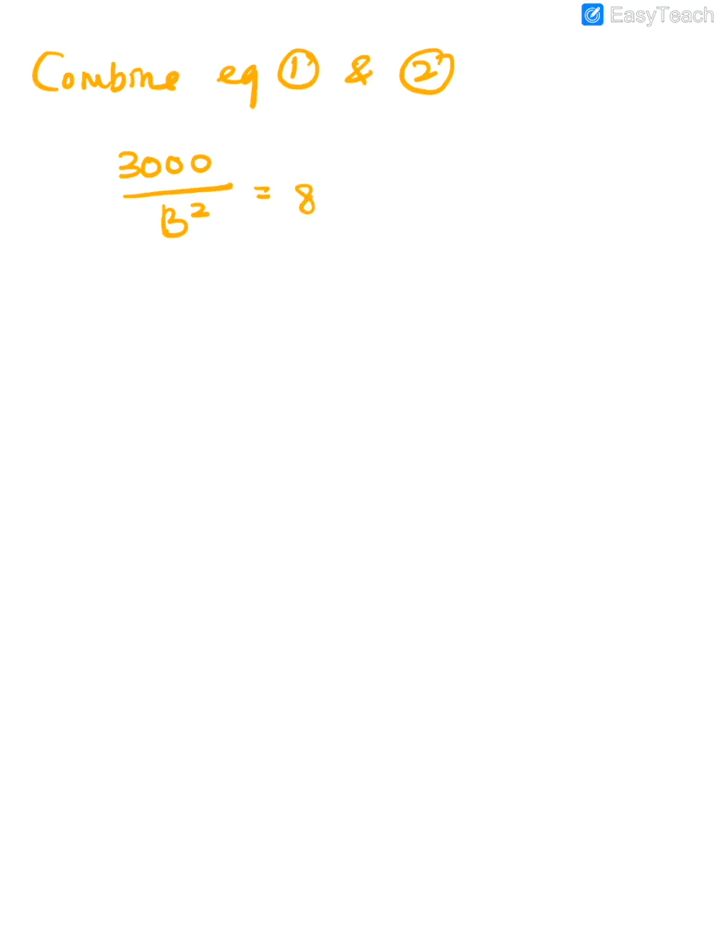 EasyTeach
Combine eq ① & ②
3000
B² = 8